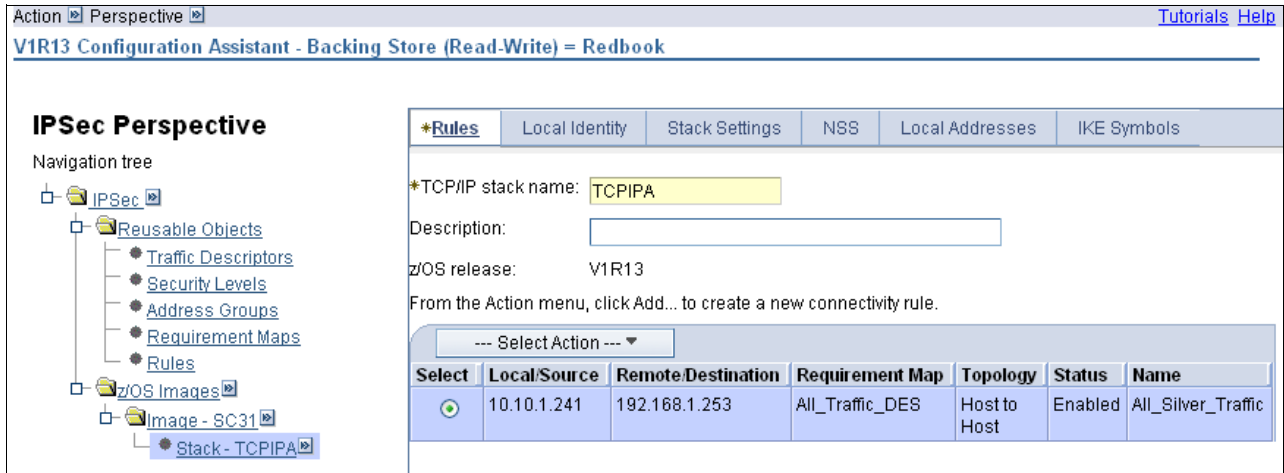 Action Perspective Tutorials Help
V1R13 Configuration Assistant - Backing Store (Read-Write) = Redbook
IPSec Perspective
Navigation tree
IPSec
Reusable Objects
Traffic Descriptors
Security Levels
Address Groups
Requirement Maps
Rules
z/OS Images
Image - SC31
Stack - TCPIPA
*Rules Local Identity Stack Settings NSS Local Addresses IKE Symbols
*TCP/IP stack name: TCPIPA
Description:
z/OS release: V1R13
From the Action menu, click Add... to create a new connectivity rule.
--- Select Action ---
Select Local/Source Remote/Destination Requirement Map Topology Status Name
10.10.1.241 192.168.1.253 All_Traffic_DES Host to Enabled All_Silver_Traffic
Host